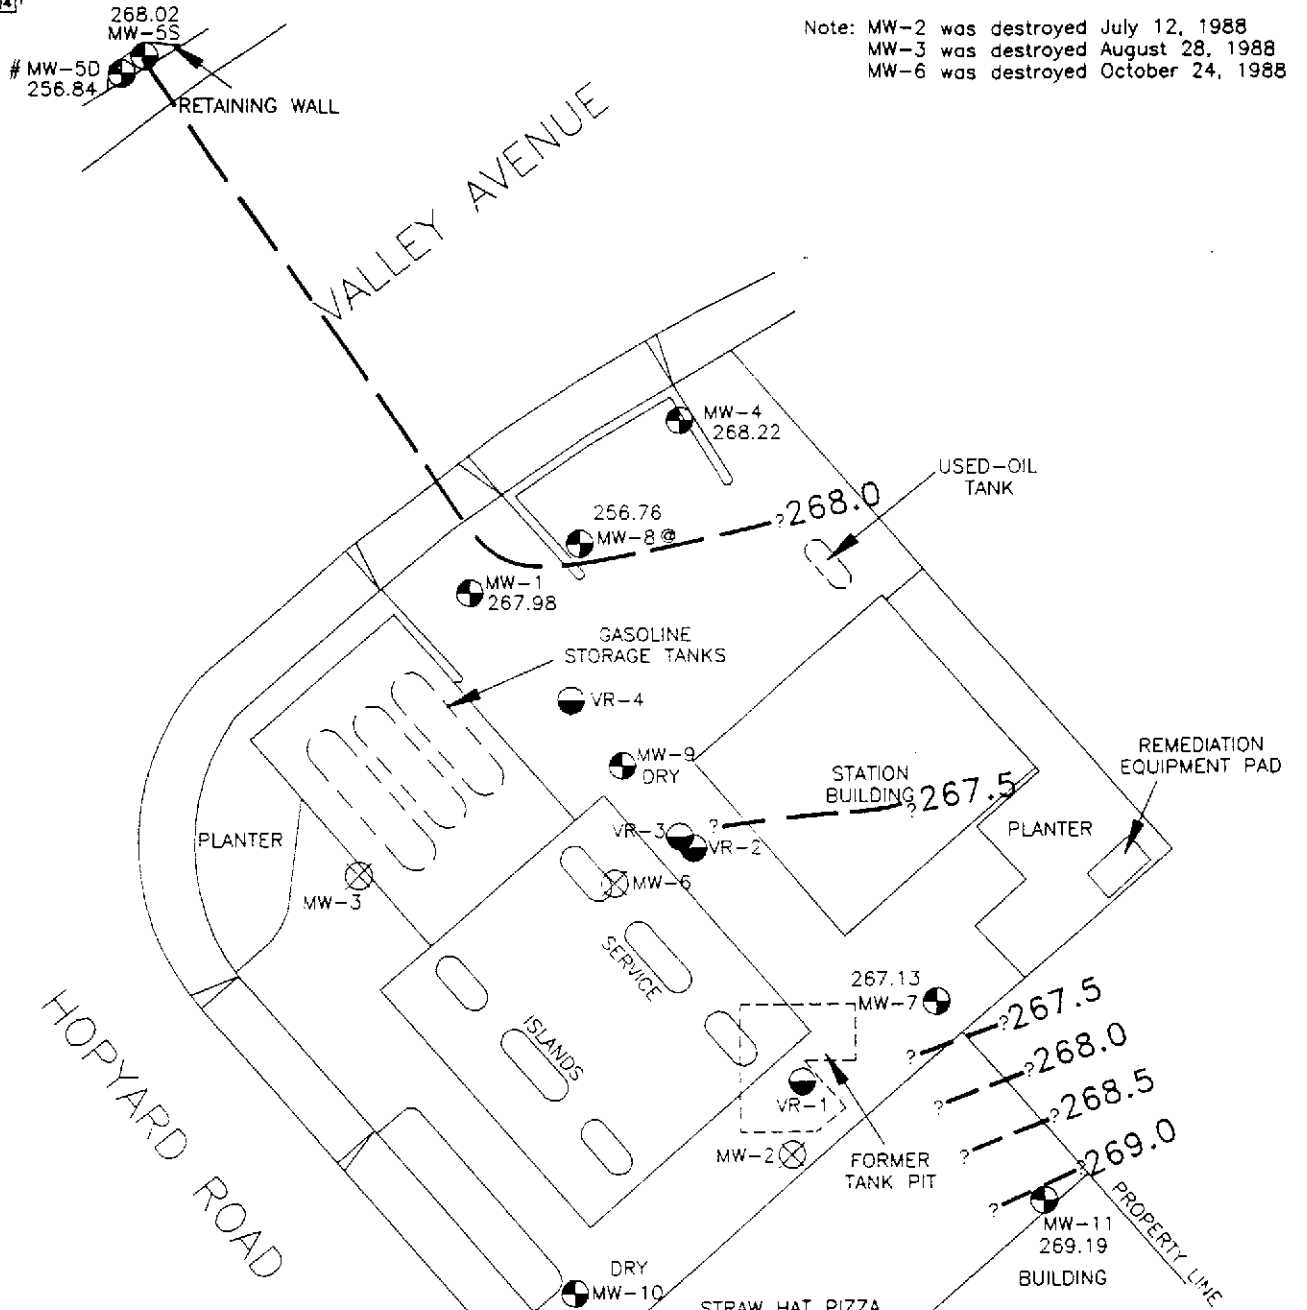 268.02
MW-5S
# MW-5D
256.84
RETAINING WALL
Note: MW-2 was destroyed July 12, 1988
MW-3 was destroyed August 28, 1988
MW-6 was destroyed October 24, 1988
VALLEY AVENUE
MW-4
268.22
USED-OIL
TANK
?268.0
256.76
MW-8 @
MW-1
267.98
GASOLINE
STORAGE TANKS
VR-4
MW-9
DRY
STATION
BUILDING
?
?267.5
REMEDIATION
EQUIPMENT PAD
PLANTER
PLANTER
VR-3
VR-2
MW-6
MW-3
SERVICE
ISLANDS
267.13
MW-7
?
?267.5
?
?268.0
?
?268.5
?
?269.0
VR-1
MW-2
FORMER
TANK PIT
HOPYARD ROAD
MW-11
269.19
BUILDING
PROPERTY LINE
DRY
MW-10
STRAW HAT PIZZA